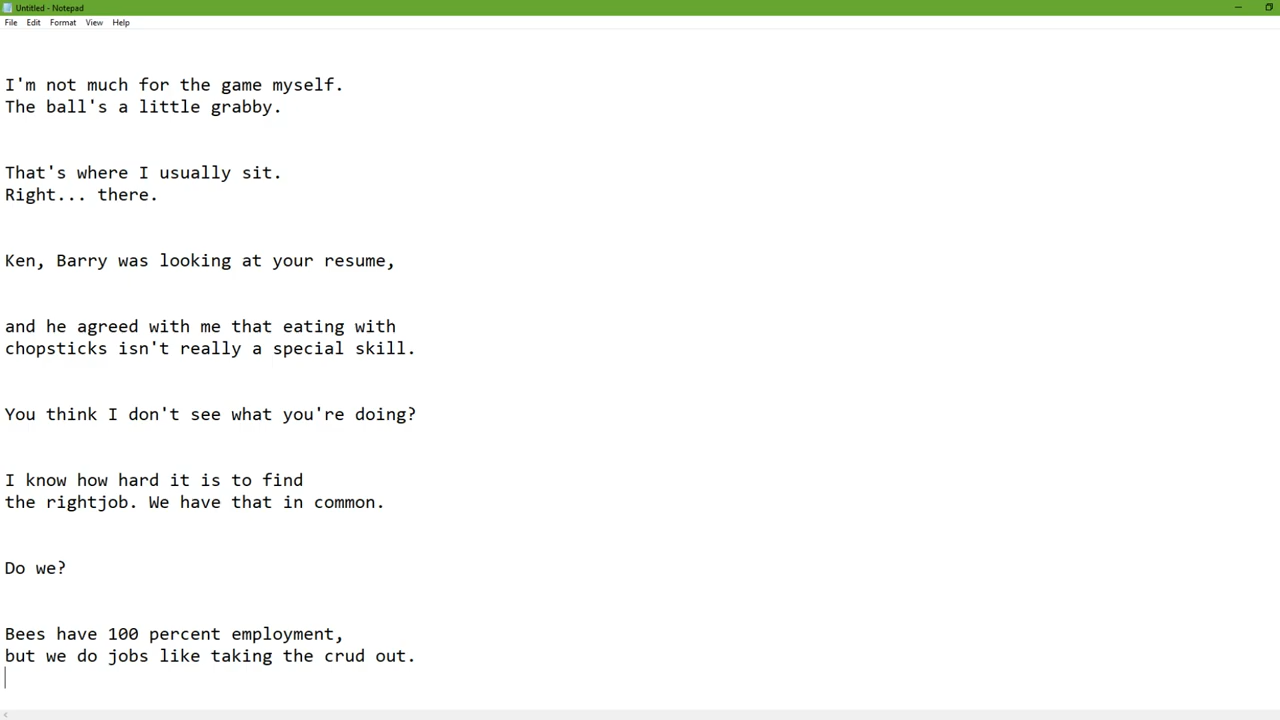 Untitled - Notepad
File Edit Format View Help
I'm not much for the game myself.
The ball's a little grabby.
That's where I usually sit.
Right... there.
Ken, Barry was looking at your resume,
and he agreed with me that eating with
chopsticks isn't really a special skill.
You think I don't see what you're doing?
I know how hard it is to find
the rightjob. We have that in common.
Do we?
Bees have 100 percent employment,
but we do jobs like taking the crud out.